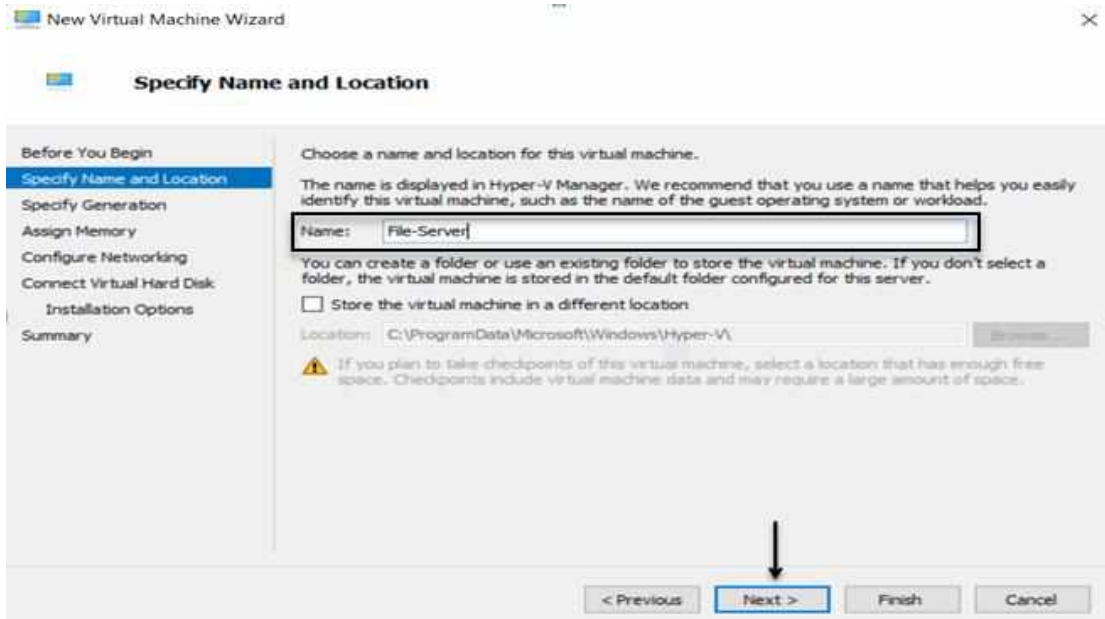 New Virtual Machine Wizard
Specify Name and Location
Before You Begin
Specify Name and Location
Specify Generation
Assign Memory
Configure Networking
Connect Virtual Hard Disk
Installation Options
Summary
Choose a name and location for this virtual machine.
The name is displayed in Hyper-V Manager. We recommend that you use a name that helps you easily
identify this virtual machine, such as the name of the guest operating system or workload.
Name: File-Server
You can create a folder or use an existing folder to store the virtual machine. If you don't select a
folder, the virtual machine is stored in the default folder configured for this server.
Store the virtual machine in a different location
Location: C:\ProgramData\Microsoft\Windows\Hyper-V\ Browse...
If you plan to take checkpoints of this virtual machine, select a location that has enough free
space. Checkpoints include virtual machine data and may require a large amount of space.
< Previous Next > Finish Cancel